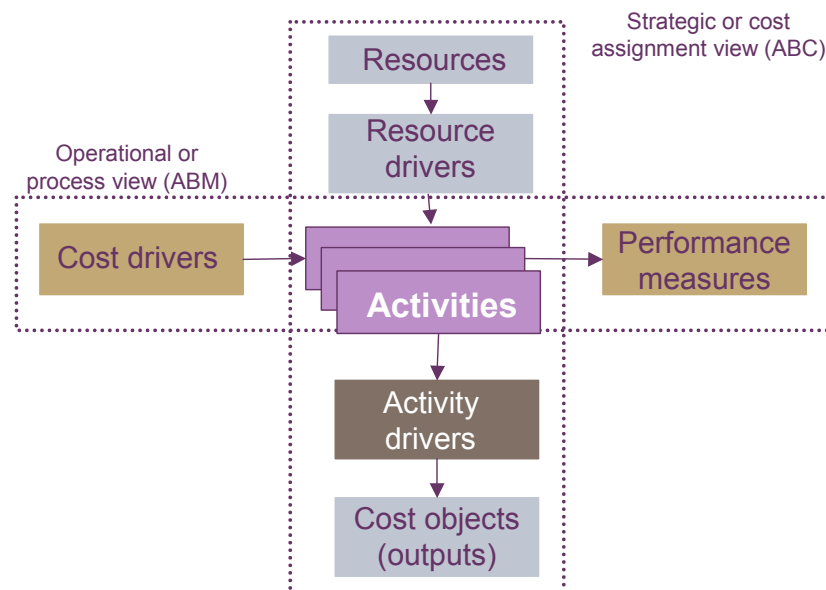 Strategic or cost
assignment view (ABC)
Resources
Resource
drivers
Operational or
process view (ABM)
Cost drivers
Activities
Performance
measures
Activity
drivers
Cost objects
(outputs)